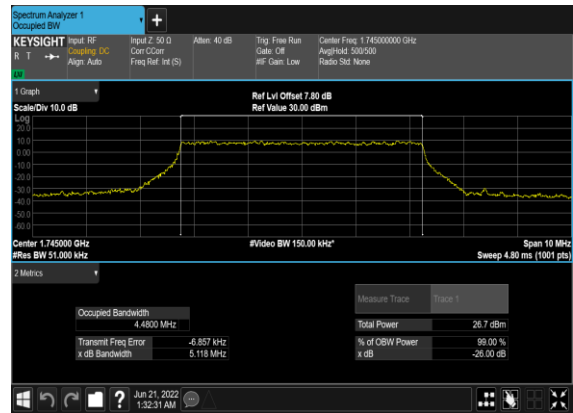 Spectrum Analyzer 1
Occupied BW
KEYSIGHT Input: RF Input Z: 50 Ω Atten: 40 dB Trig: Free Run Center Freq: 1.745000000 GHz
R T Coupling: DC Corr CCorr Gate: Off Avg|Hold: 500/500
Align: Auto Freq Ref: Int (S) #IF Gain: Low Radio Std: None
1 Graph
Ref Lvl Offset 7.80 dB
Scale/Div 10.0 dB Ref Value 30.00 dBm
Log
20.0
10.0
0.00
-10.0
-20.0
-30.0
-40.0
-50.0
-60.0
Center 1.745000 GHz #Video BW 150.00 kHz* Span 10 MHz
#Res BW 51.000 kHz Sweep 4.80 ms (1001 pts)
2 Metrics
Measure Trace Trace 1
Occupied Bandwidth
4.4800 MHz Total Power 26.7 dBm
Transmit Freq Error -6.857 kHz % of OBW Power 99.00 %
x dB Bandwidth 5.118 MHz x dB -26.00 dB
? Jun 21, 2022
1:32:31 AM